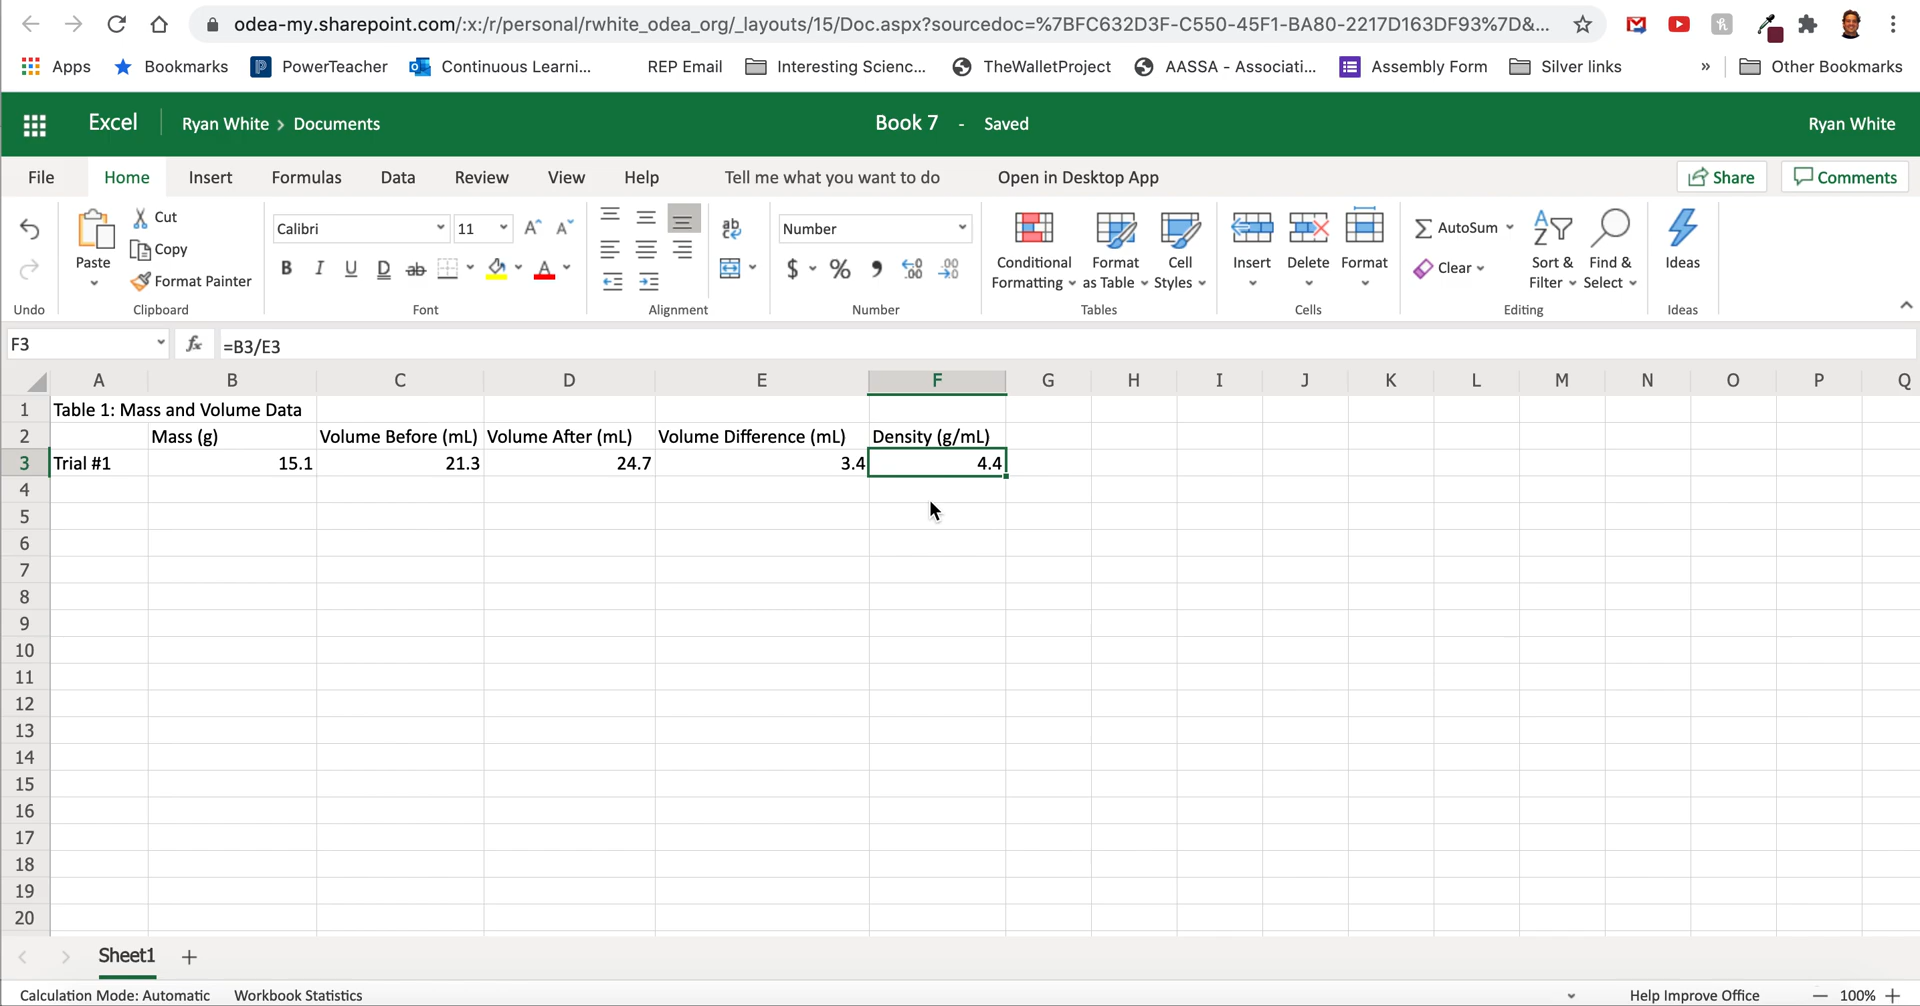 odea-my.sharepoint.com/:x:/r/personal/rwhite_odea_org/_layouts/15/Doc.aspx?sourcedoc=%7BFC632D3F-C550-45F1-BA80-2217D163DF93%7D&...
Apps Bookmarks PowerTeacher Continuous Learni... REP Email Interesting Scienc... TheWalletProject AASSA - Associati... Assembly Form Silver links » Other Bookmarks
Excel Ryan White > Documents Book 7 - Saved Ryan White
File Home Insert Formulas Data Review View Help Tell me what you want to do Open in Desktop App Share Comments
Paste Cut Copy Format Painter
Calibri 11 A A B I U D ab A
ab
Number $ % .00 .00
Conditional Formatting Format as Table Cell Styles Insert Delete Format
AutoSum Clear Sort & Filter Find & Select Ideas
Undo Clipboard Font Alignment Number Tables Cells Editing Ideas
F3 fx =B3/E3
A B C D E F G H I J K L M N O P Q
1 Table 1: Mass and Volume Data
2 Mass (g) Volume Before (mL) Volume After (mL) Volume Difference (mL) Density (g/mL)
3 Trial #1 15.1 21.3 24.7 3.4 4.4
4
5
6
7
8
9
10
11
12
13
14
15
16
17
18
19
20
Sheet1 +
Calculation Mode: Automatic Workbook Statistics Help Improve Office — 100% +